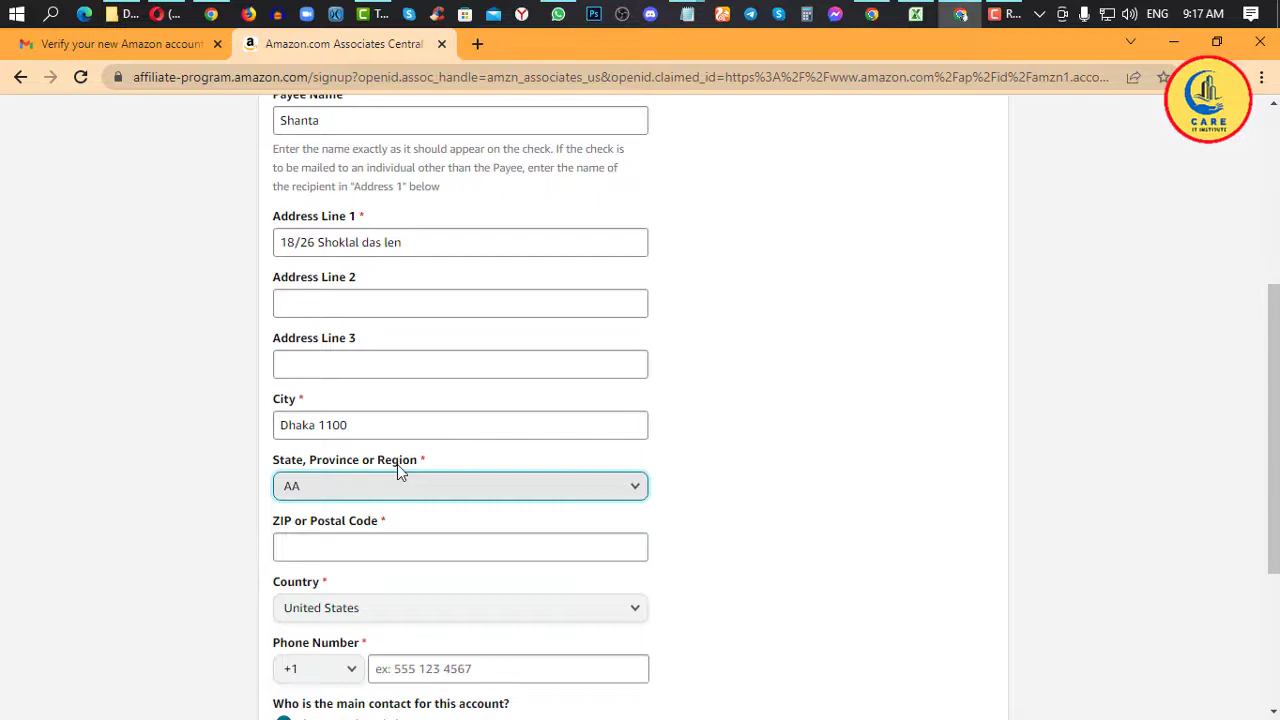 D...
(...
T...
X
R...
ENG
9:17 AM
Verify your new Amazon account
Amazon.com Associates Central
affiliate-program.amazon.com/signup?openid.assoc_handle=amzn_associates_us&openid.claimed_id=https%3A%2F%2Fwww.amazon.com%2Fap%2Fid%2Famzn1.acco...
CARE
IT INSTITUTE
Payee Name
Shanta
Enter the name exactly as it should appear on the check. If the check
is to be mailed to an individual other than the Payee, enter the name
of the recipient in "Address 1" below
Address Line 1 *
18/26 Shoklal das len
Address Line 2
Address Line 3
City *
Dhaka 1100
State, Province or Region *
AA
ZIP or Postal Code *
Country *
United States
Phone Number *
+1
ex: 555 123 4567
Who is the main contact for this account?